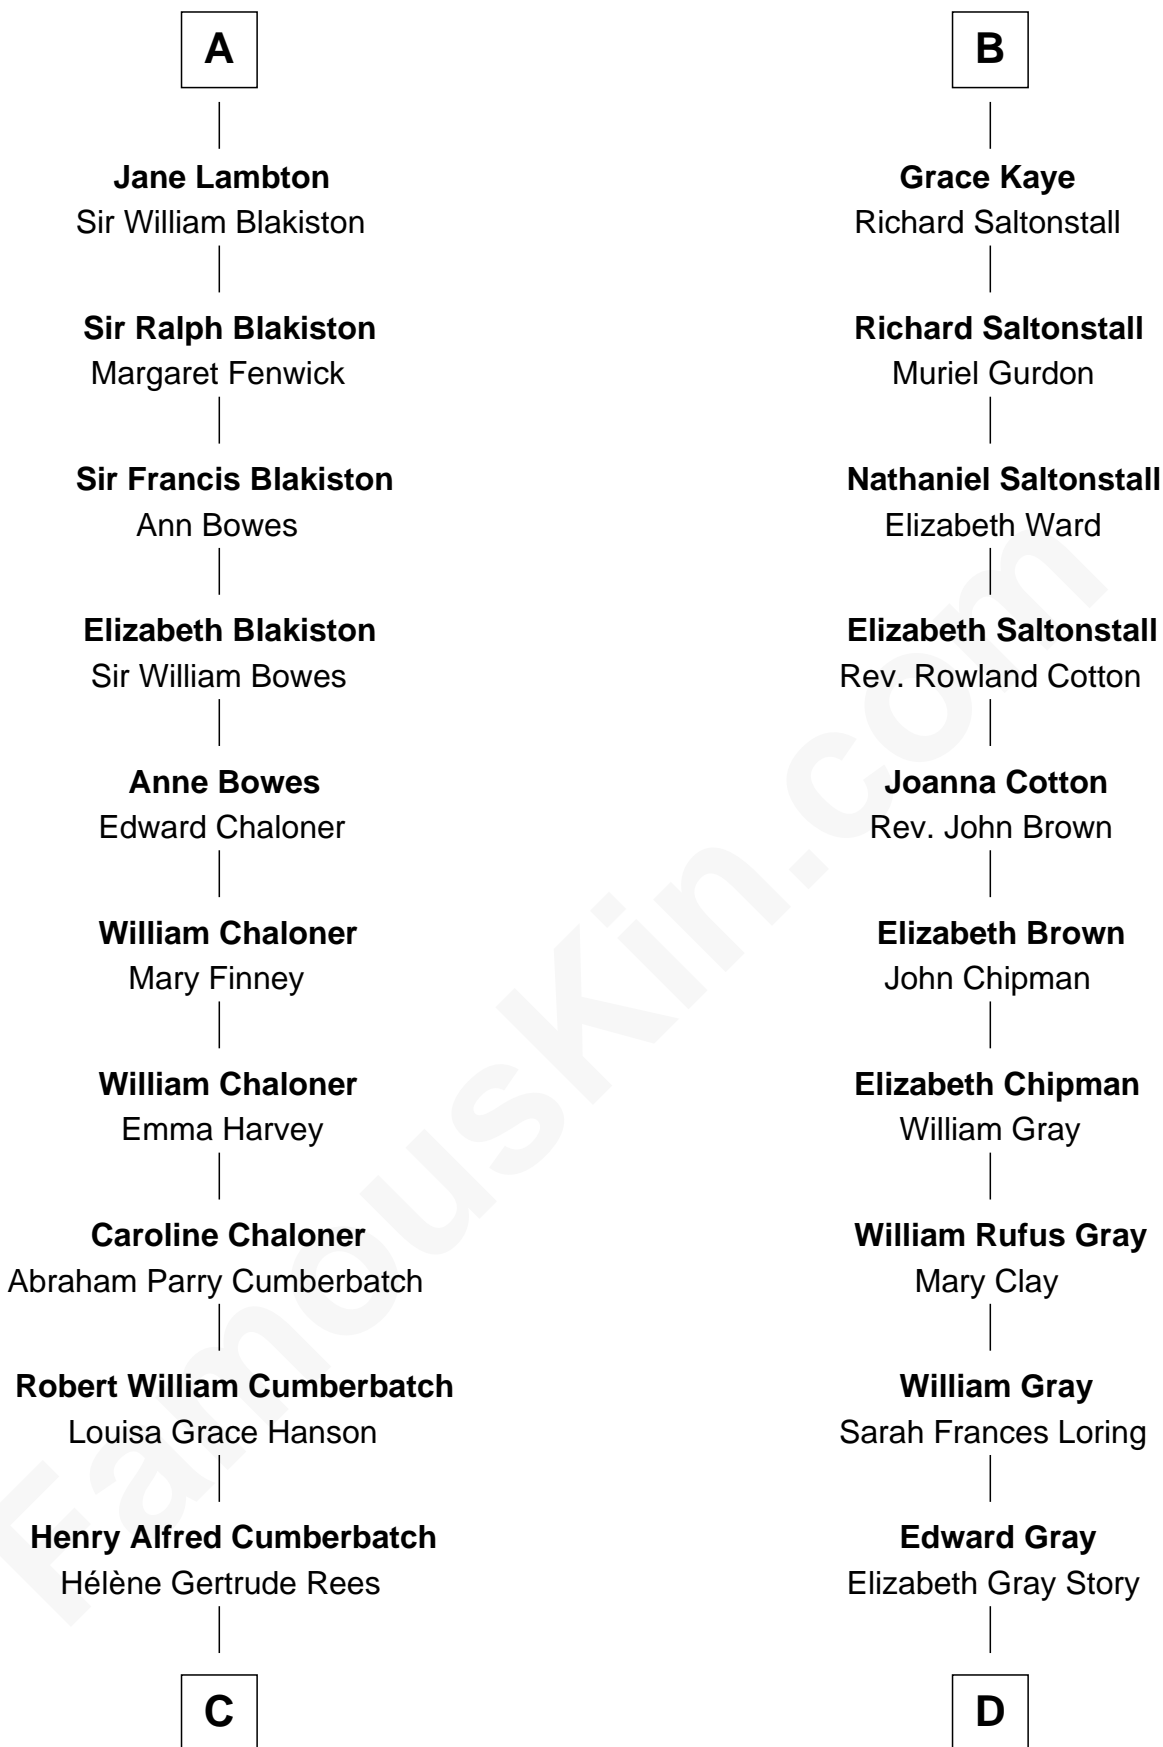 A
Jane Lambton
Sir William Blakiston
Sir Ralph Blakiston
Margaret Fenwick
Sir Francis Blakiston
Ann Bowes
Elizabeth Blakiston
Sir William Bowes
Anne Bowes
Edward Chaloner
William Chaloner
Mary Finney
William Chaloner
Emma Harvey
Caroline Chaloner
Abraham Parry Cumberbatch
Robert William Cumberbatch
Louisa Grace Hanson
Henry Alfred Cumberbatch
Hélène Gertrude Rees
C
B
Grace Kaye
Richard Saltonstall
Richard Saltonstall
Muriel Gurdon
Nathaniel Saltonstall
Elizabeth Ward
Elizabeth Saltonstall
Rev. Rowland Cotton
Joanna Cotton
Rev. John Brown
Elizabeth Brown
John Chipman
Elizabeth Chipman
William Gray
William Rufus Gray
Mary Clay
William Gray
Sarah Frances Loring
Edward Gray
Elizabeth Gray Story
D
FamousKin.com